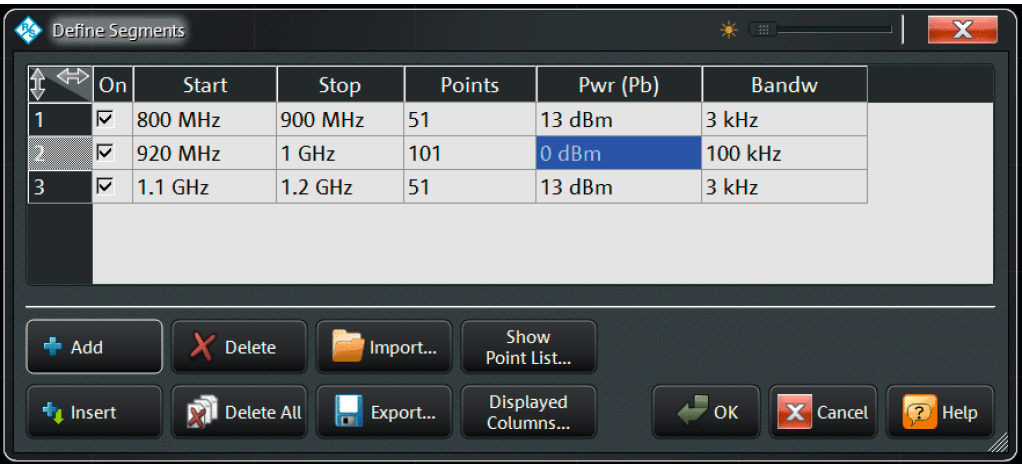 Define Segments
On Start Stop Points Pwr (Pb) Bandw
1 800 MHz 900 MHz 51 13 dBm 3 kHz
2 920 MHz 1 GHz 101 0 dBm 100 kHz
3 1.1 GHz 1.2 GHz 51 13 dBm 3 kHz
Add Delete Import... Show
Point List...
Insert Delete All Export... Displayed
Columns... OK Cancel Help